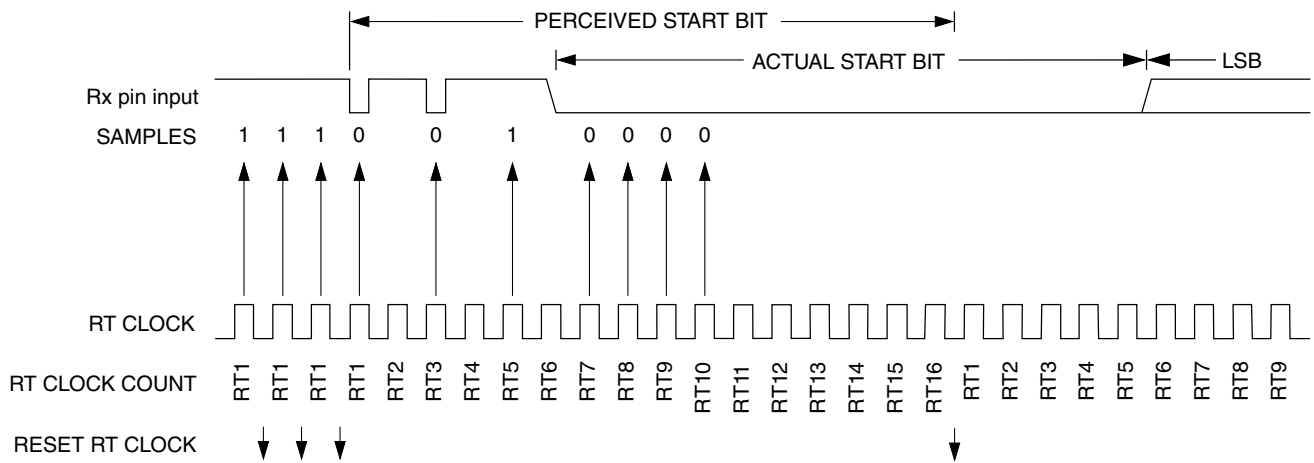 PERCEIVED START BIT
ACTUAL START BIT
LSB
Rx pin input
SAMPLES 1 1 1 0 0 1 0 0 0 0
RT CLOCK
RT CLOCK COUNT RT1 RT1 RT1 RT1 RT2 RT3 RT4 RT5 RT6 RT7 RT8 RT9 RT10 RT11 RT12 RT13 RT14 RT15 RT16 RT1 RT2 RT3 RT4 RT5 RT6 RT7 RT8 RT9
RESET RT CLOCK